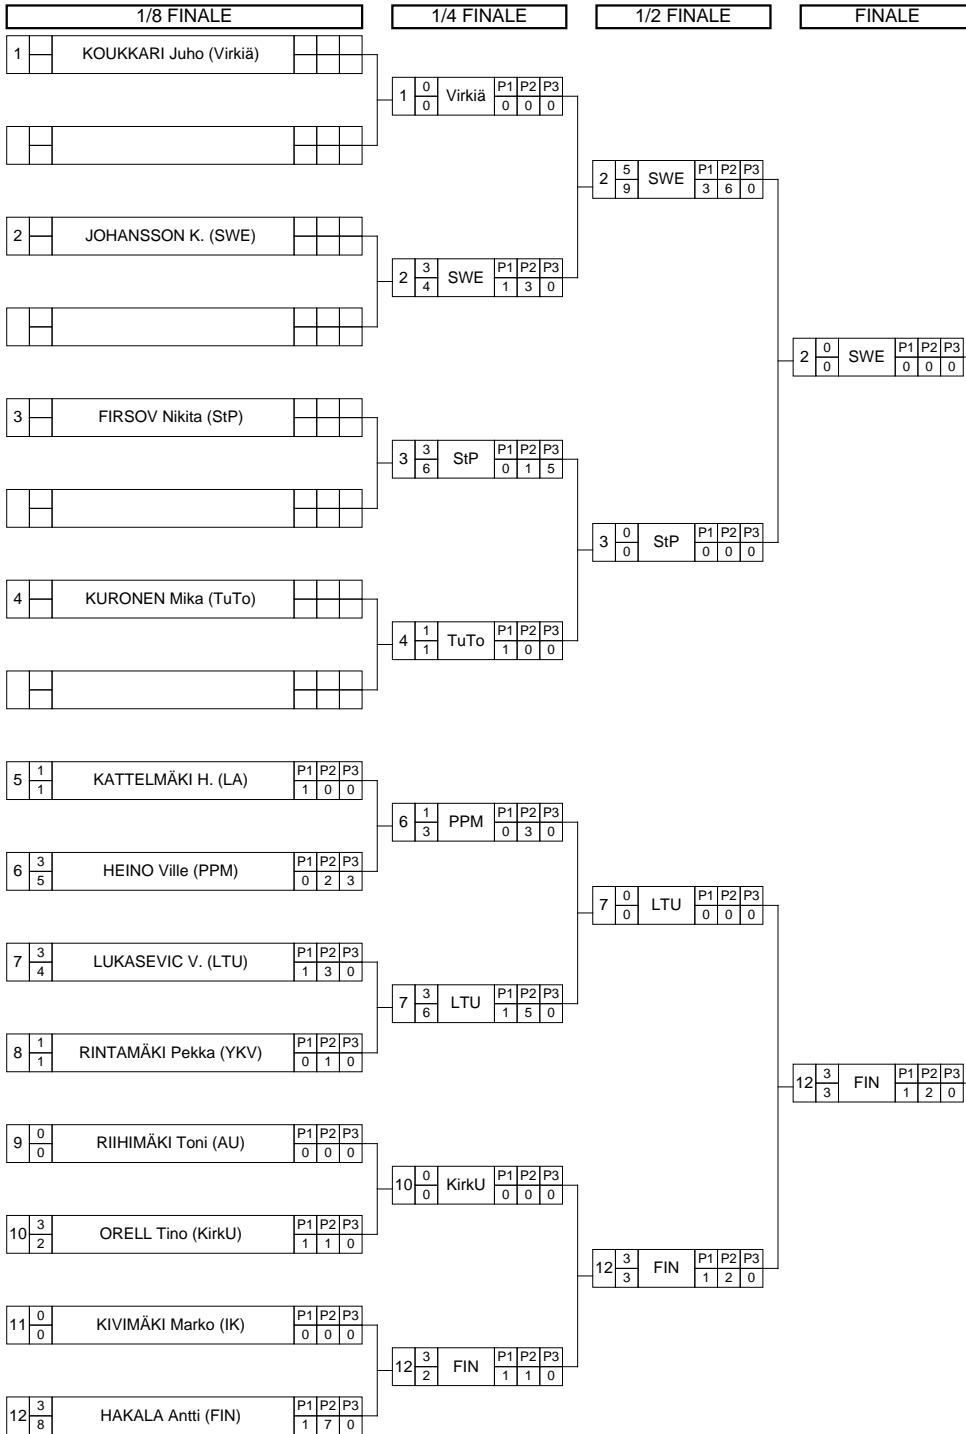 1/8 FINALE 1/4 FINALE 1/2 FINALE FINALE
1 KOUKKARI Juho (Virkiä)
1 0 Virkiä P1 P2 P3
0 0 0 0
2 5 SWE P1 P2 P3
9 3 6 0
2 JOHANSSON K. (SWE)
2 3 SWE P1 P2 P3
4 1 3 0
2 0 SWE P1 P2 P3
0 0 0 0
3 FIRSOV Nikita (StP)
3 3 StP P1 P2 P3
6 0 1 5
3 0 StP P1 P2 P3
0 0 0 0
4 KURONEN Mika (TuTo)
4 1 TuTo P1 P2 P3
1 1 0 0
5 1 KATTELMÄKI H. (LA) P1 P2 P3
1 1 0 0
6 1 PPM P1 P2 P3
3 0 3 0
6 3 HEINO Ville (PPM) P1 P2 P3
5 0 2 3
7 0 LTU P1 P2 P3
0 0 0 0
7 3 LUKASEVIC V. (LTU) P1 P2 P3
4 1 3 0
7 3 LTU P1 P2 P3
6 1 5 0
8 1 RINTAMÄKI Pekka (YKV) P1 P2 P3
1 0 1 0
12 3 FIN P1 P2 P3
3 1 2 0
9 0 RIIHIMÄKI Toni (AU) P1 P2 P3
0 0 0 0
10 0 KirkU P1 P2 P3
0 0 0 0
10 3 ORELL Tino (KirkU) P1 P2 P3
2 1 1 0
12 3 FIN P1 P2 P3
3 1 2 0
11 0 KIVIMÄKI Marko (IK) P1 P2 P3
0 0 0 0
12 3 FIN P1 P2 P3
2 1 1 0
12 3 HAKALA Antti (FIN) P1 P2 P3
8 1 7 0